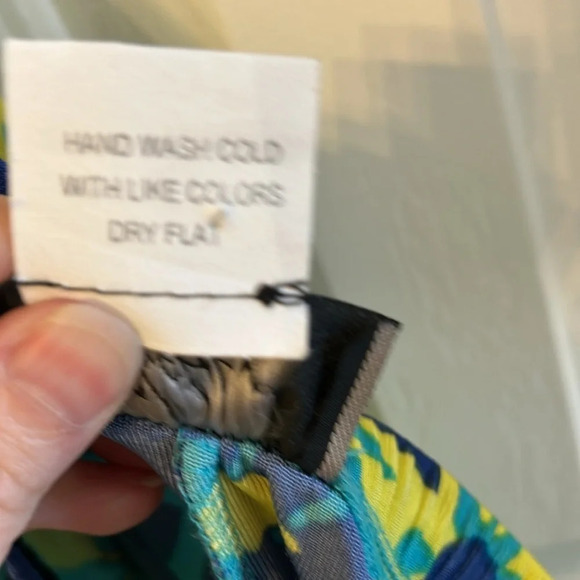 HAND WASH COLD
WITH LIKE COLORS
DRY FLAT